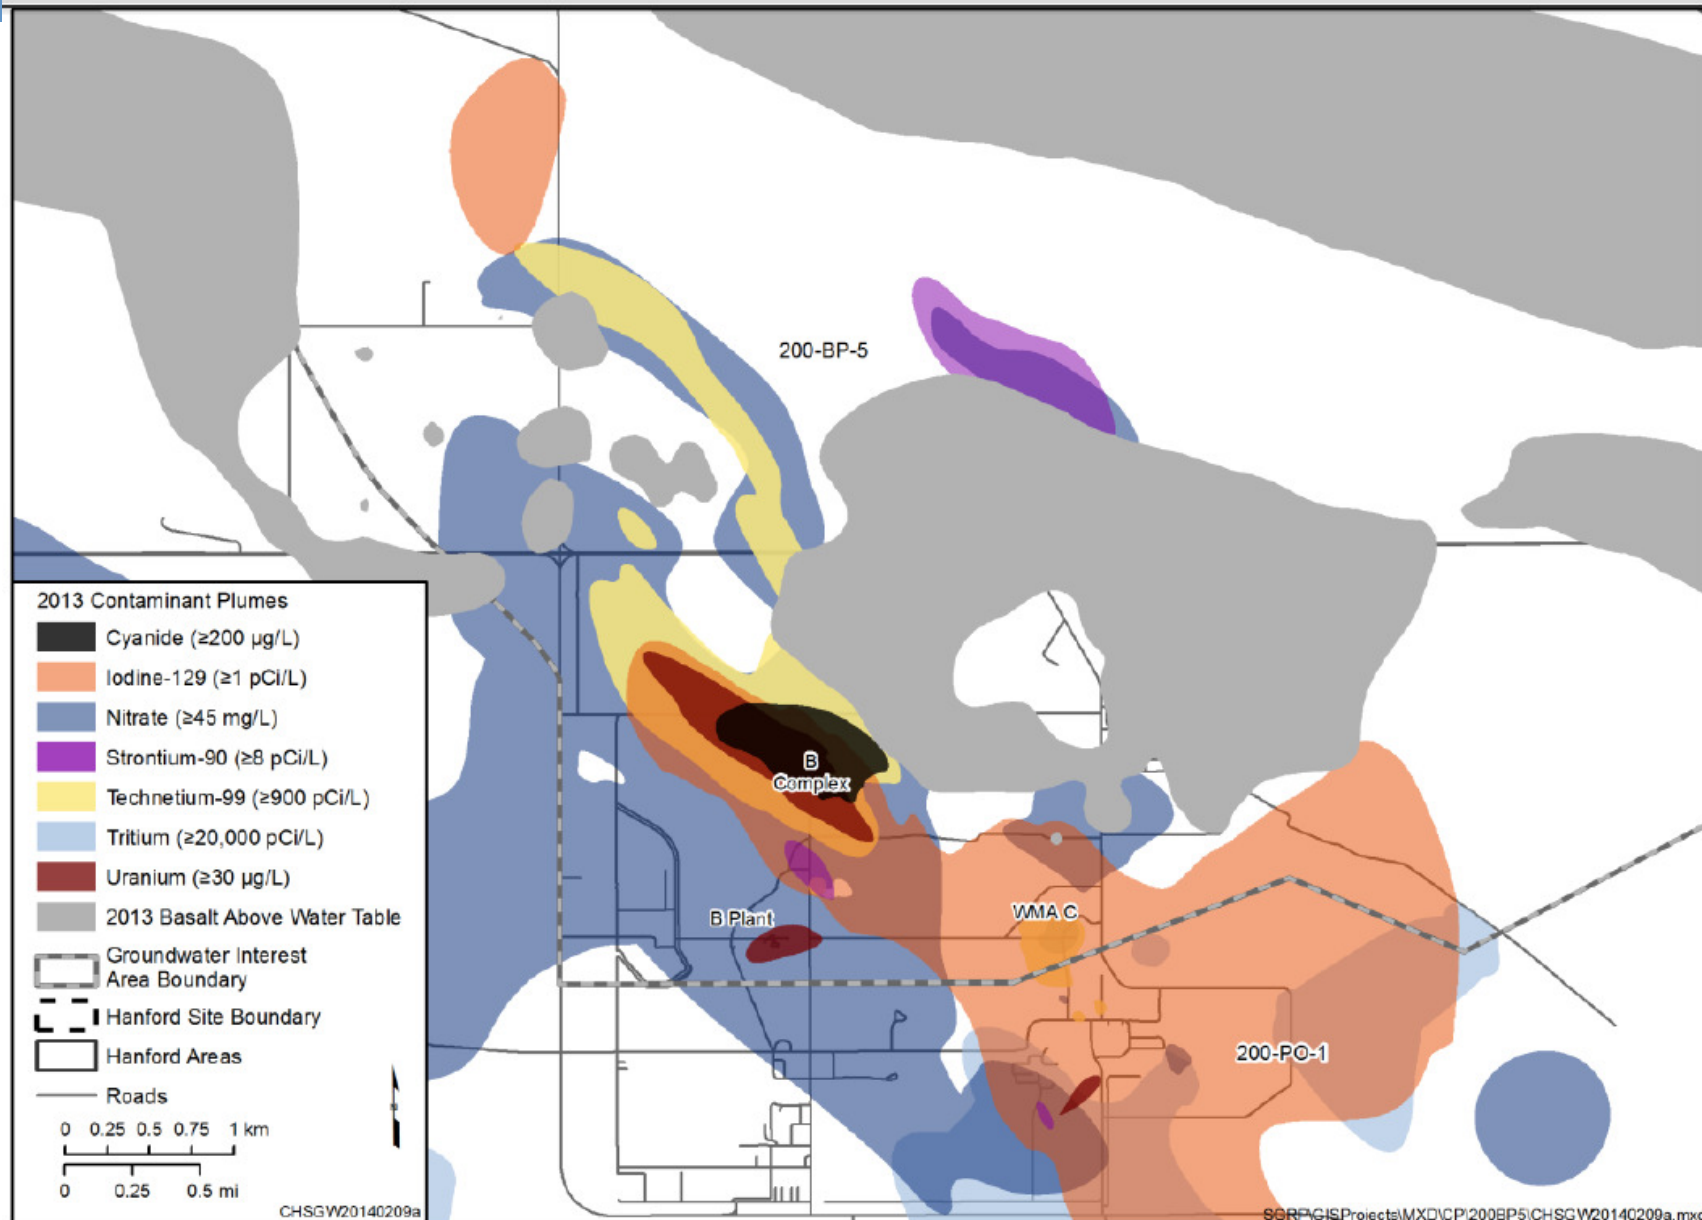 200-BP-5
2013 Contaminant Plumes
Cyanide (≥200 µg/L)
Iodine-129 (≥1 pCi/L)
Nitrate (≥45 mg/L)
Strontium-90 (≥8 pCi/L)
Technetium-99 (≥900 pCi/L)
Tritium (≥20,000 pCi/L)
Uranium (≥30 µg/L)
2013 Basalt Above Water Table
Groundwater Interest
Area Boundary
Hanford Site Boundary
Hanford Areas
Roads
0 0.25 0.5 0.75 1 km
0 0.25 0.5 mi
CHSGW20140209a
B
Complex
B Plant
WMA C
200-PO-1
SGRP\GISProjects\MXD\CP\200BP5\CHSGW20140209a.mxd